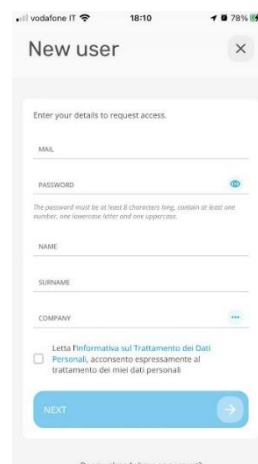 vodafone IT 18:10 78%
New user
Enter your details to request access.
MAIL
PASSWORD
The password must be at least 8 characters long, contain at least one
number, one lowercase letter and one uppercase.
NAME
SURNAME
COMPANY
Letta l'Informativa sul Trattamento dei Dati
Personali, acconsento espressamente al
trattamento dei miei dati personali
NEXT